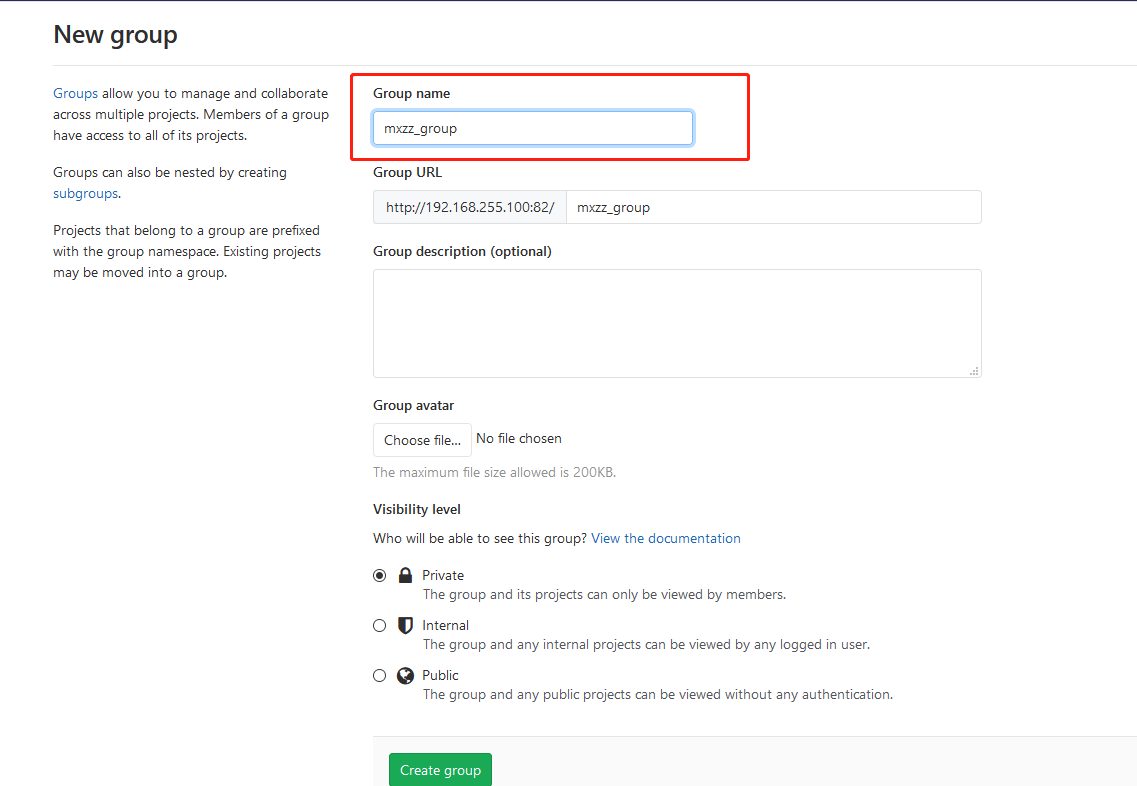 New group
Groups allow you to manage and collaborate
across multiple projects. Members of a group
have access to all of its projects.
Groups can also be nested by creating
subgroups.
Projects that belong to a group are prefixed
with the group namespace. Existing projects
may be moved into a group.
Group name
mxzz_group
Group URL
http://192.168.255.100:82/ mxzz_group
Group description (optional)
Group avatar
Choose file... No file chosen
The maximum file size allowed is 200KB.
Visibility level
Who will be able to see this group? View the documentation
Private
The group and its projects can only be viewed by members.
Internal
The group and any internal projects can be viewed by any logged in user.
Public
The group and any public projects can be viewed without any authentication.
Create group